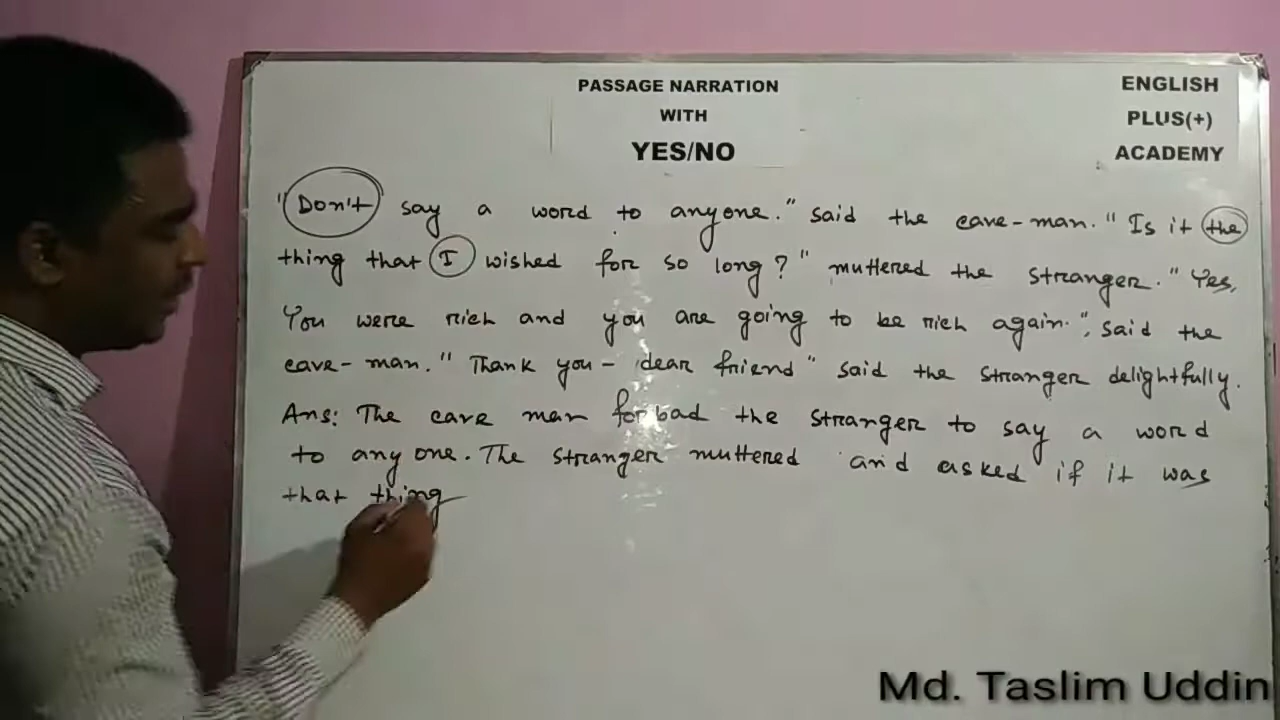 PASSAGE NARRATION
WITH
YES/NO
ENGLISH
PLUS(+)
ACADEMY
"Don't say a word to anyone." said the cave-man. "Is it the
thing that I wished for so long?" muttered the stranger. "Yes,
You were rich and you are going to be rich again.", said the
cave-man. "Thank you - dear friend" said the stranger delightfully.
Ans: The cave man forbad the stranger to say a word
to any one. The stranger muttered and asked if it was
that thing
Md. Taslim Uddin